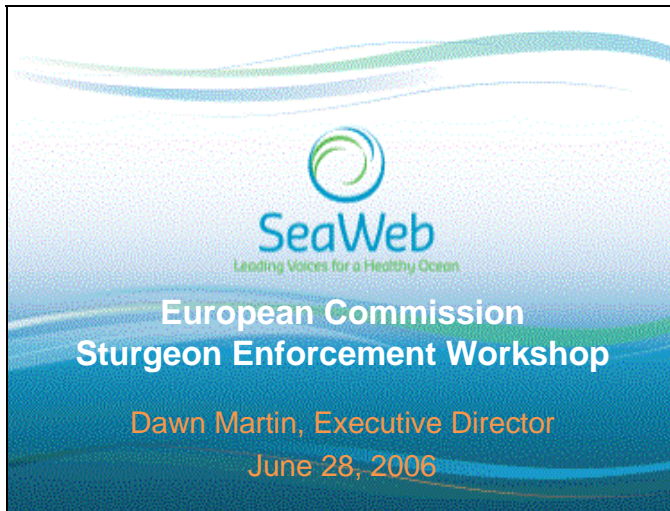 SeaWeb
Leading Voices for a Healthy Ocean
European Commission
Sturgeon Enforcement Workshop
Dawn Martin, Executive Director
June 28, 2006